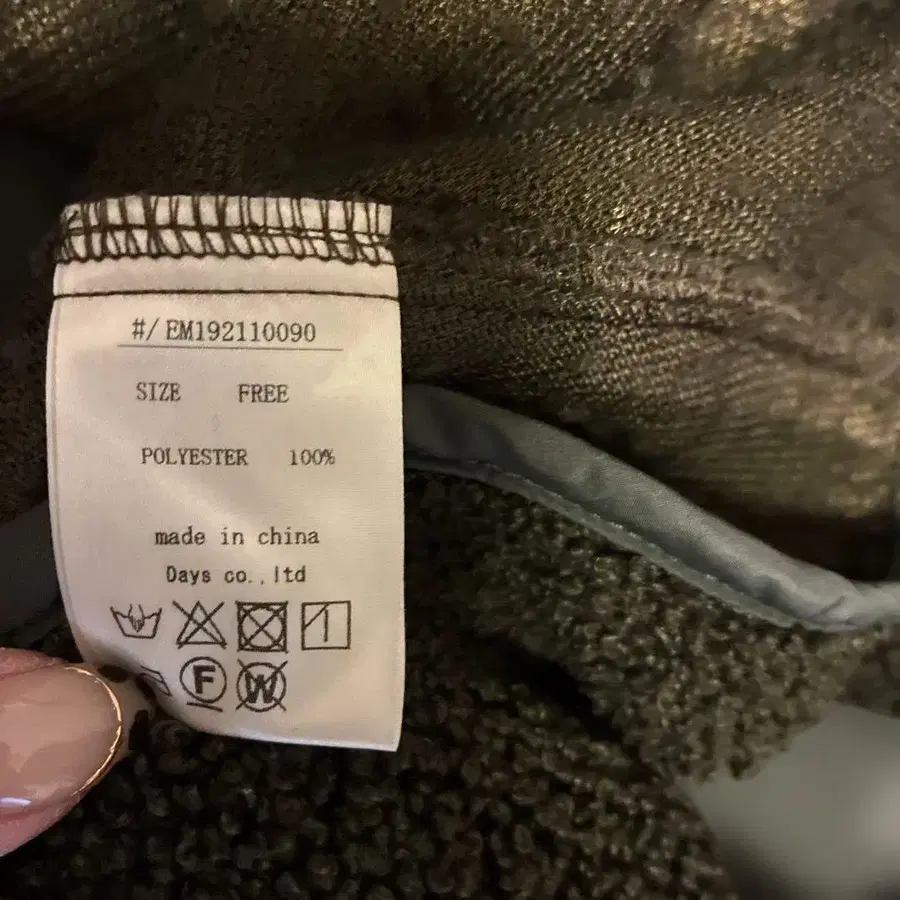 #/EM192110090
SIZE FREE
POLYESTER 100%
made in china
Days co.,ltd
F W